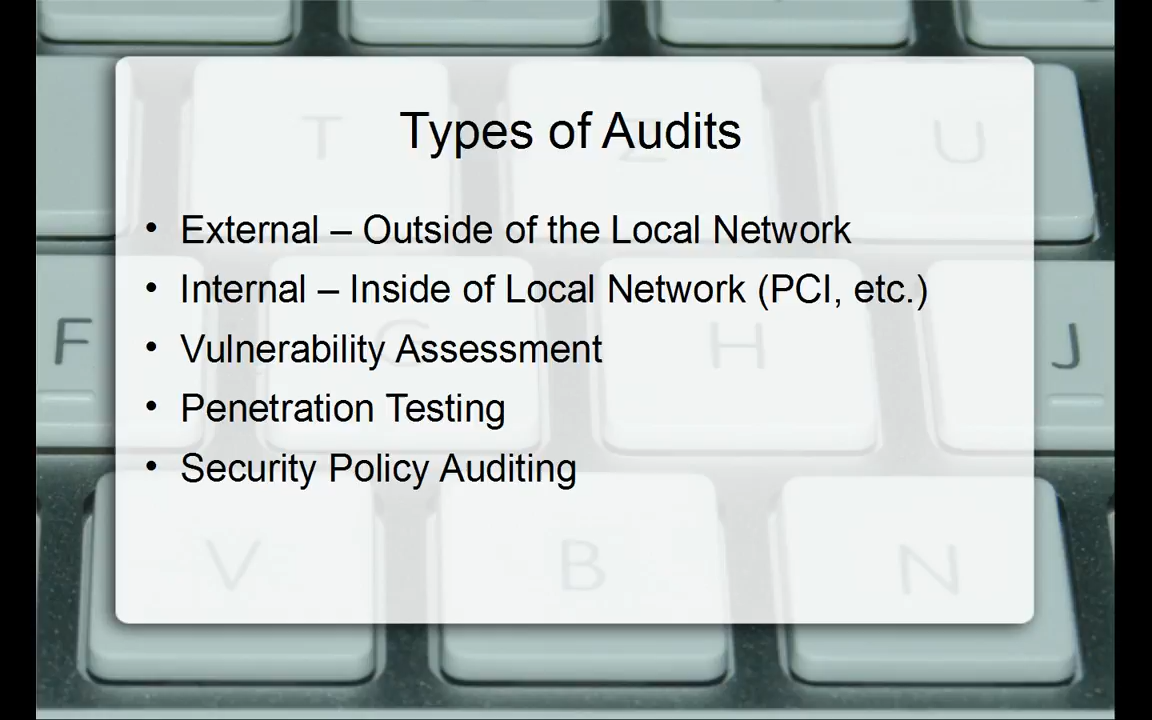 Types of Audits
• External – Outside of the Local Network
• Internal – Inside of Local Network (PCI, etc.)
• Vulnerability Assessment
• Penetration Testing
• Security Policy Auditing
T Z U
F G H J
V B N